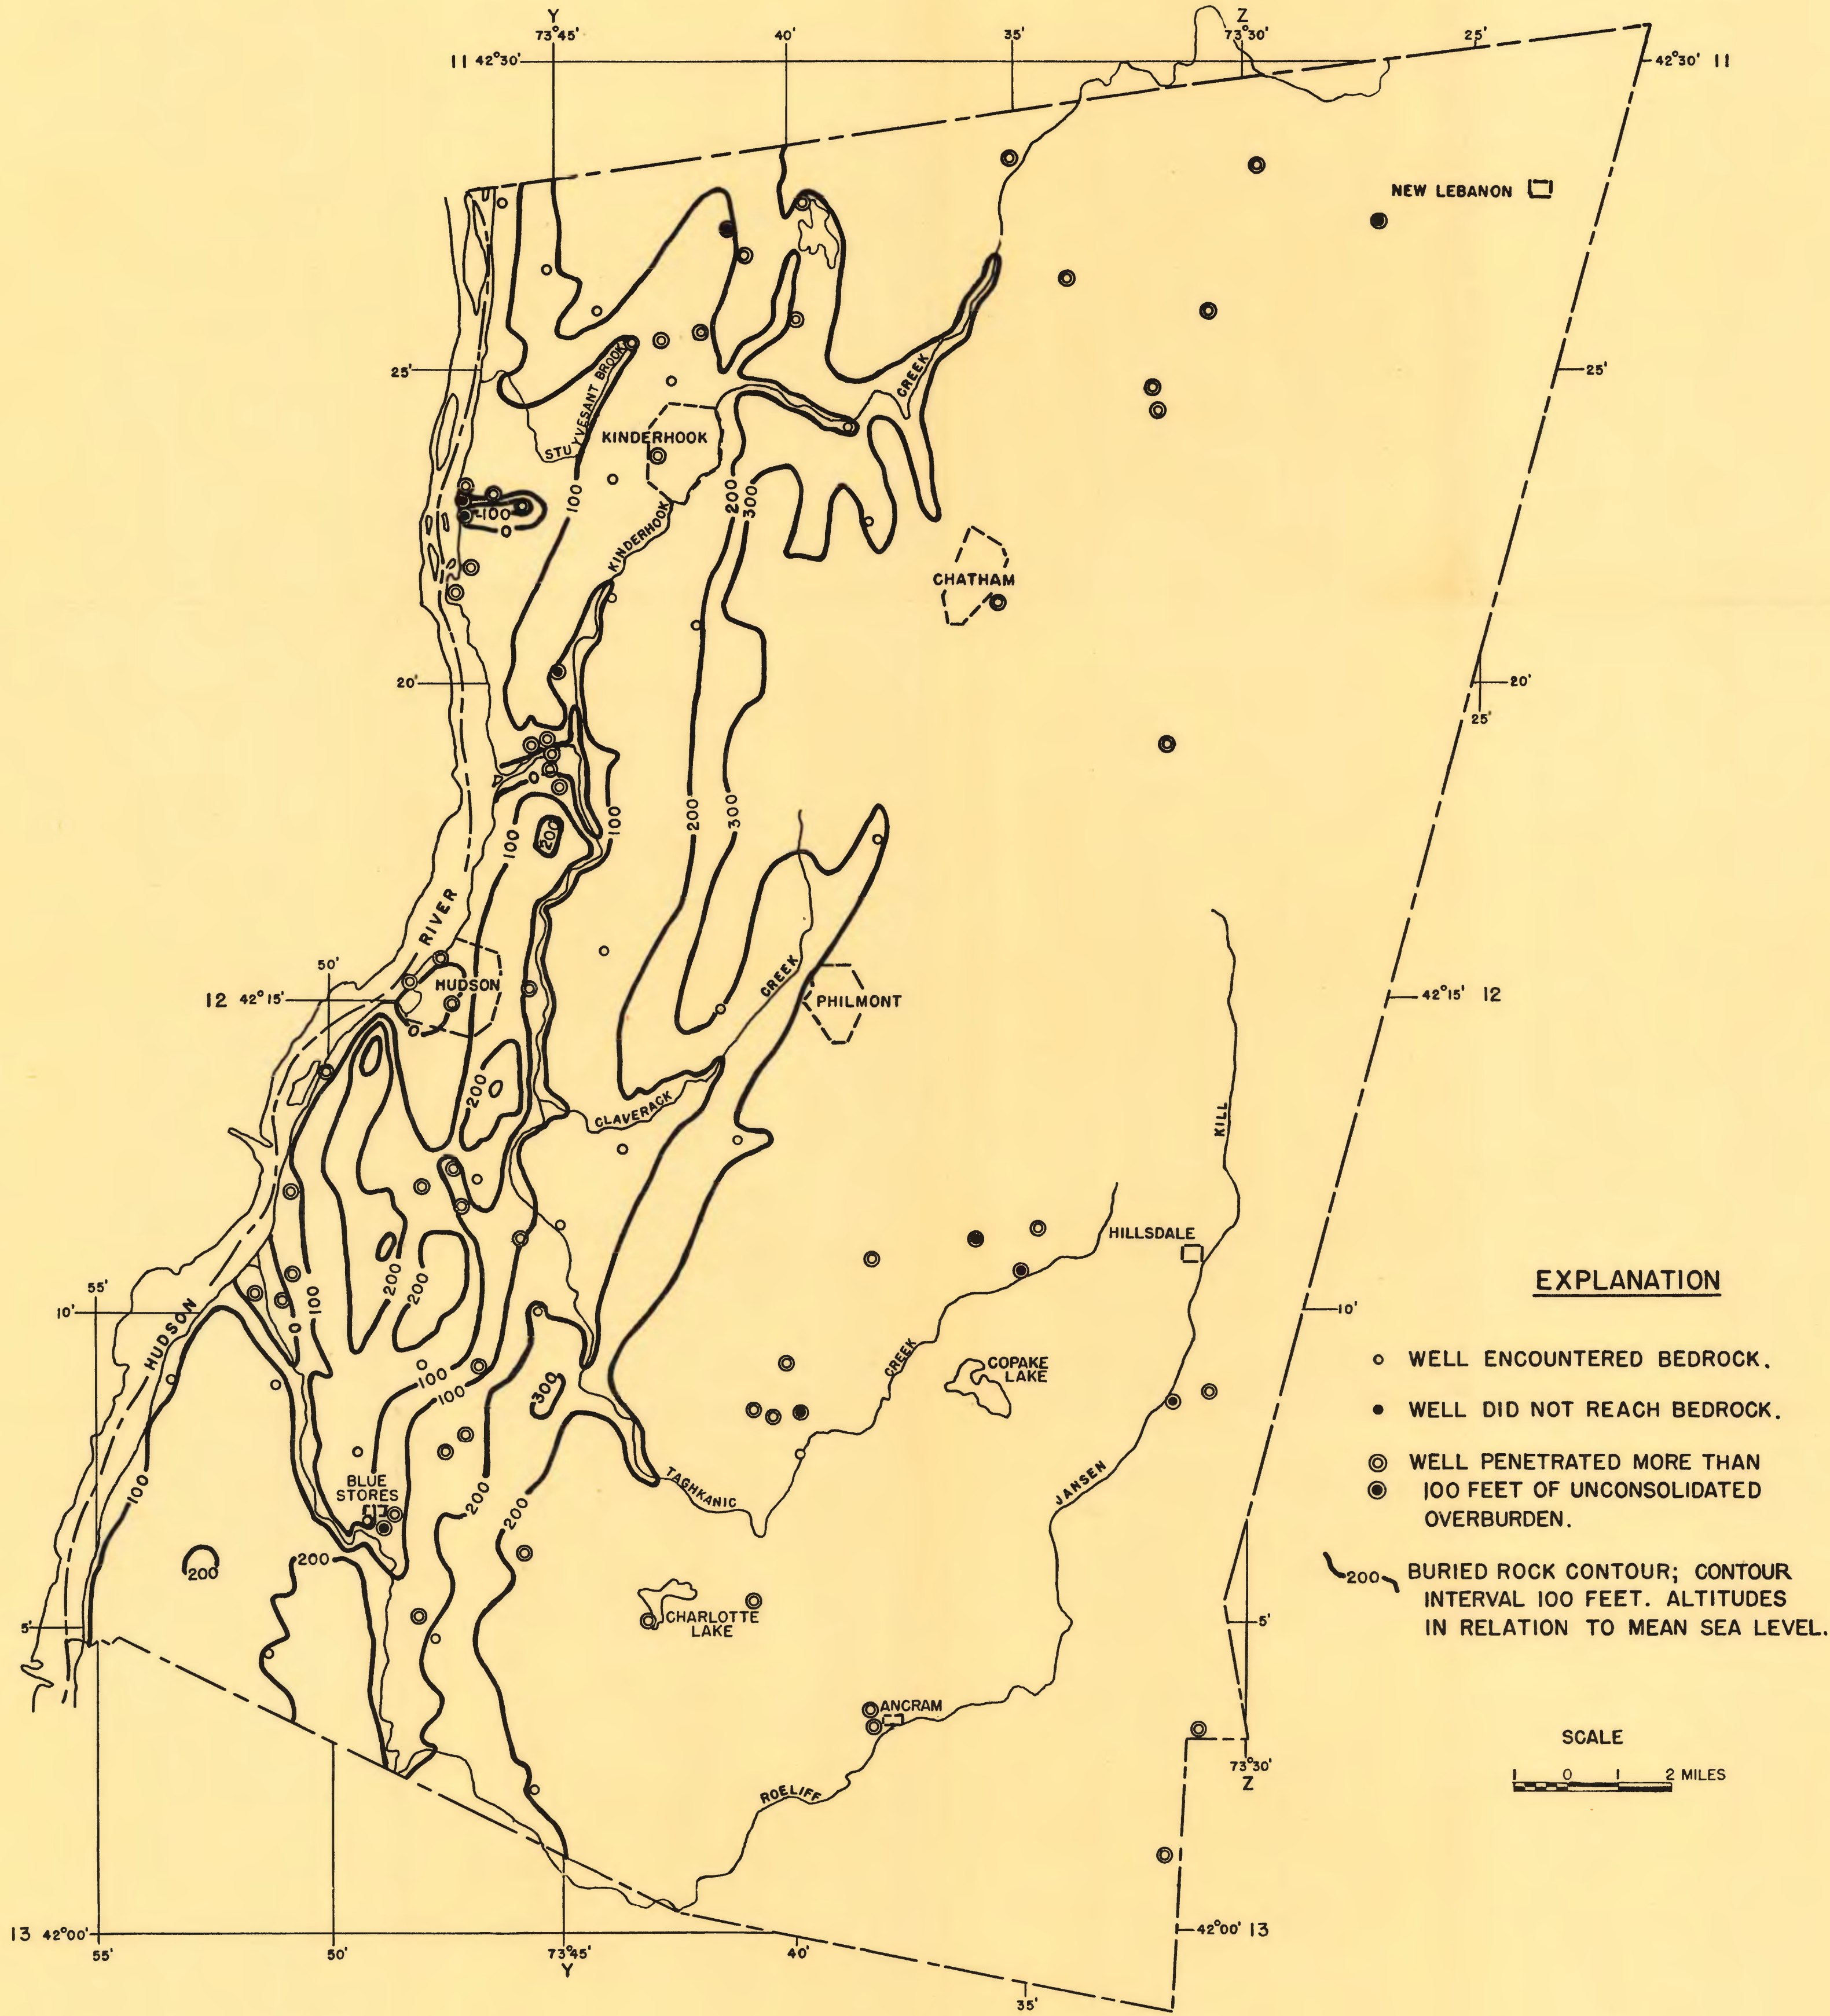 Y
Z
73°45'
40'
35'
73°30'
25'
11 42°30'
42°30' 11
NEW LEBANON
25'
25'
STUYVESANT BROOK
CREEK
KINDERHOOK
100
200
300
-100
0
KINDERHOOK
CHATHAM
20'
20'
25'
0
100
200
100
200
300
RIVER
50'
HUDSON
CREEK
12 42°15'
PHILMONT
42°15' 12
0
200
CLAVERACK
KILL
HILLSDALE
55'
10'
HUDSON
100
200
200
0
10'
EXPLANATION
WELL ENCOUNTERED BEDROCK.
WELL DID NOT REACH BEDROCK.
WELL PENETRATED MORE THAN
100 FEET OF UNCONSOLIDATED
OVERBURDEN.
200 BURIED ROCK CONTOUR; CONTOUR
INTERVAL 100 FEET. ALTITUDES
IN RELATION TO MEAN SEA LEVEL.
CREEK
COPAKE
LAKE
100
100
300
BLUE
STORES
100
200
200
TAGHKANIC
JANSEN
200
200
CHARLOTTE
LAKE
5'
5'
ANCRAM
SCALE
1 0 1 2 MILES
73°30'
Z
ROELIFF
13 42°00'
42°00' 13
55'
50'
73°45'
Y
40'
35'